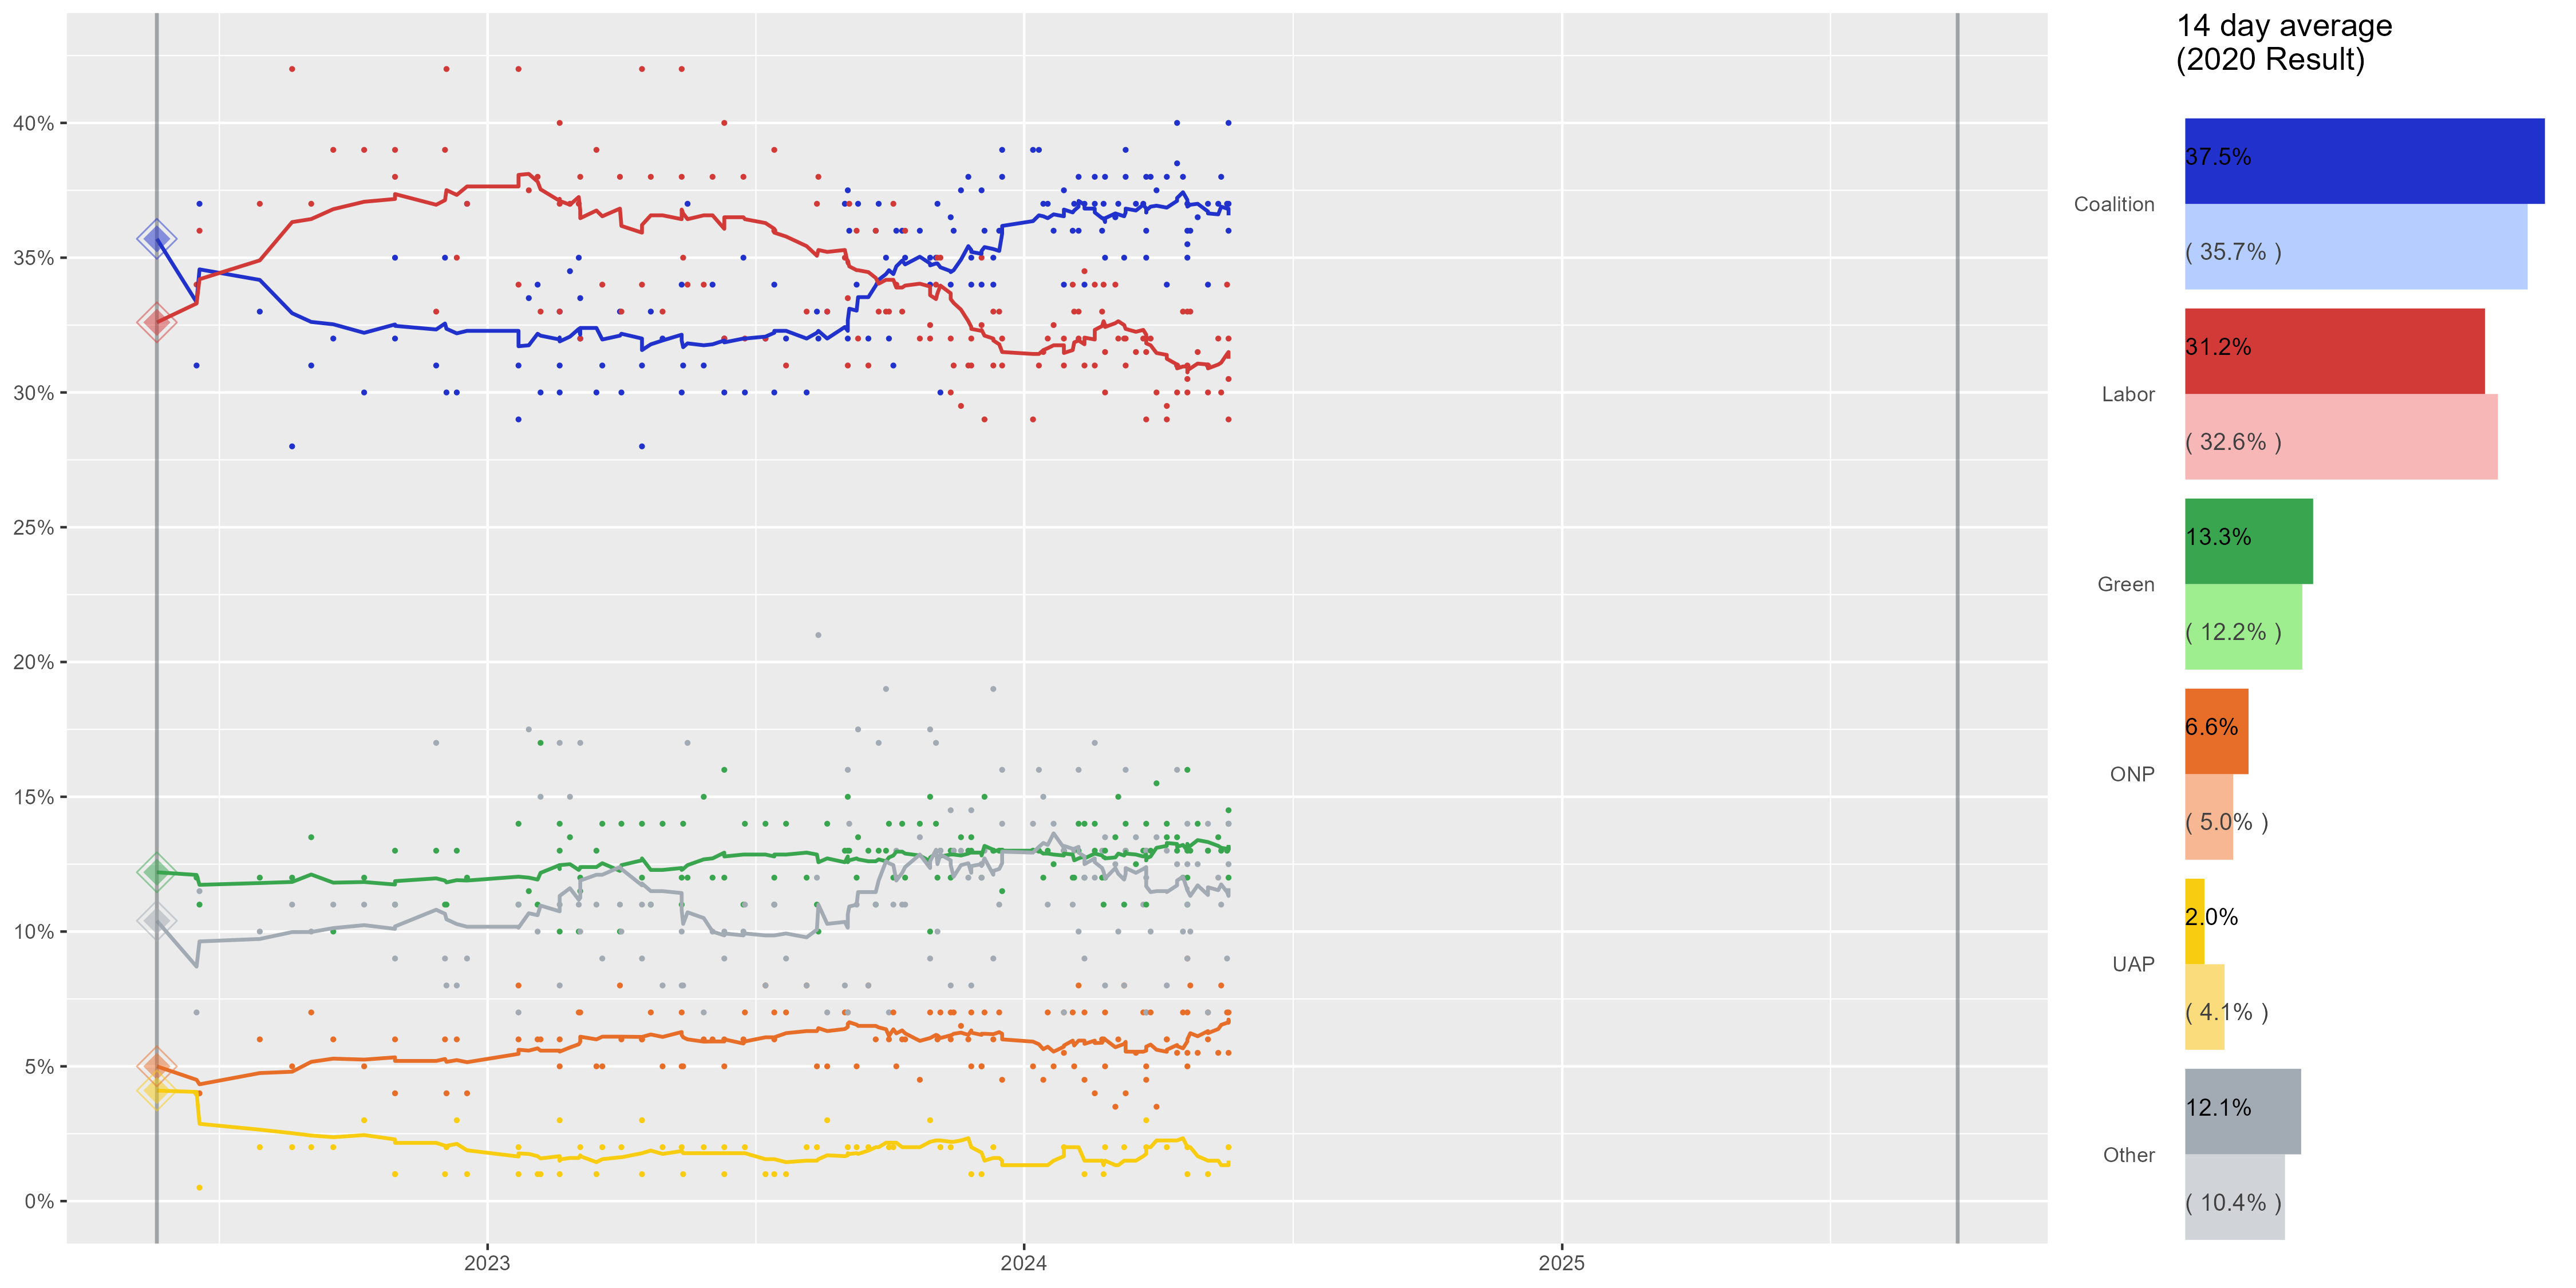 14 day average
(2020 Result)
40%
35%
30%
25%
20%
15%
10%
5%
0%
2023
2024
2025
Coalition
37.5%
( 35.7% )
Labor
31.2%
( 32.6% )
Green
13.3%
( 12.2% )
ONP
6.6%
( 5.0% )
UAP
2.0%
( 4.1% )
Other
12.1%
( 10.4% )